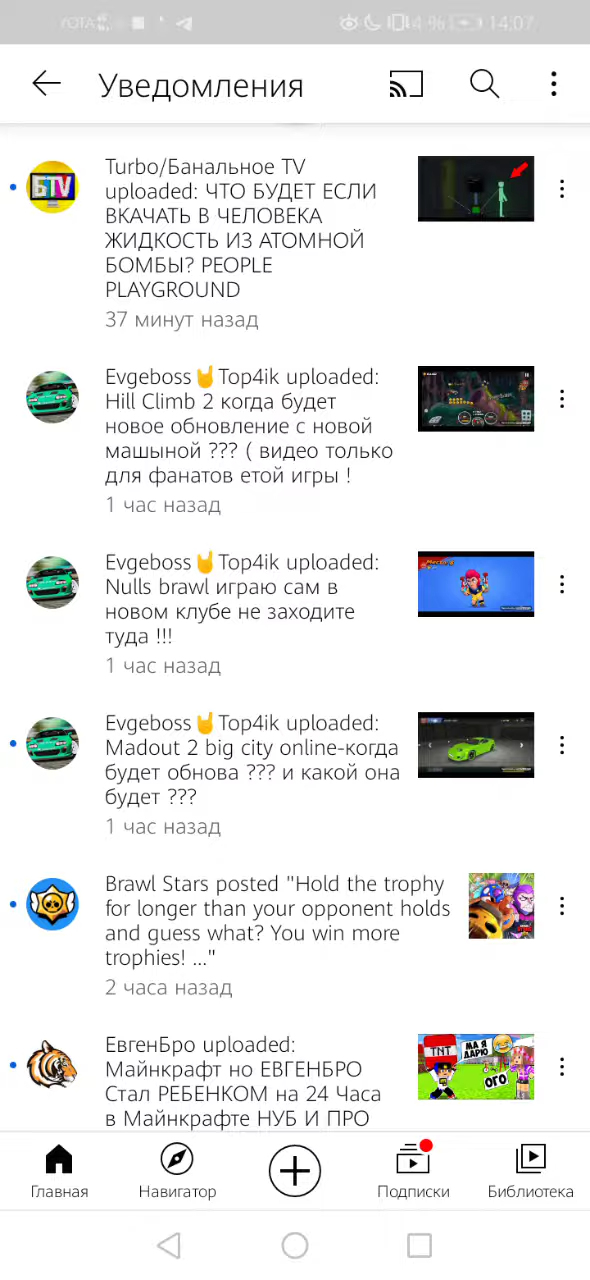 YOTA
4 %
14:07
Уведомления
Turbo/Банальное TV
uploaded: ЧТО БУДЕТ ЕСЛИ
ВКАЧАТЬ В ЧЕЛОВЕКА
ЖИДКОСТЬ ИЗ АТОМНОЙ
БОМБЫ? PEOPLE
PLAYGROUND
37 минут назад
БTV
Evgeboss🤘Top4ik uploaded:
Hill Climb 2 когда будет
новое обновление с новой
машыной ??? ( видео только
для фанатов етой игры !
1 час назад
Evgeboss🤘Top4ik uploaded:
Nulls brawl играю сам в
новом клубе не заходите
туда !!!
1 час назад
Evgeboss🤘Top4ik uploaded:
Madout 2 big city online-когда
будет обнова ??? и какой она
будет ???
1 час назад
Brawl Stars posted "Hold the trophy
for longer than your opponent holds
and guess what? You win more
trophies! ..."
2 часа назад
ЕвгенБро uploaded:
Майнкрафт но ЕВГЕНБРО
Стал РЕБЕНКОМ на 24 Часа
в Майнкрафте НУБ И ПРО
TNT
МА Я
ДАРЮ
ОГО
Главная
Навигатор
Подписки
Библиотека